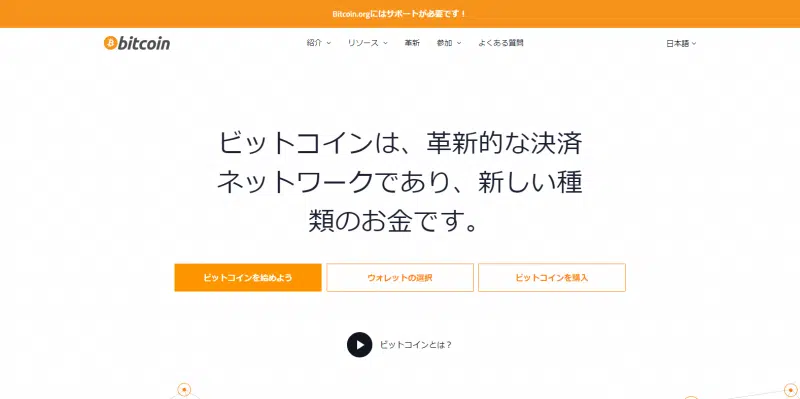 Bitcoin.orgにはサポートが必要です！
bitcoin
紹介 リソース 革新 参加 よくある質問 日本語
ビットコインは、革新的な決済
ネットワークであり、新しい種
類のお金です。
ビットコインを始めよう ウォレットの選択 ビットコインを購入
ビットコインとは？